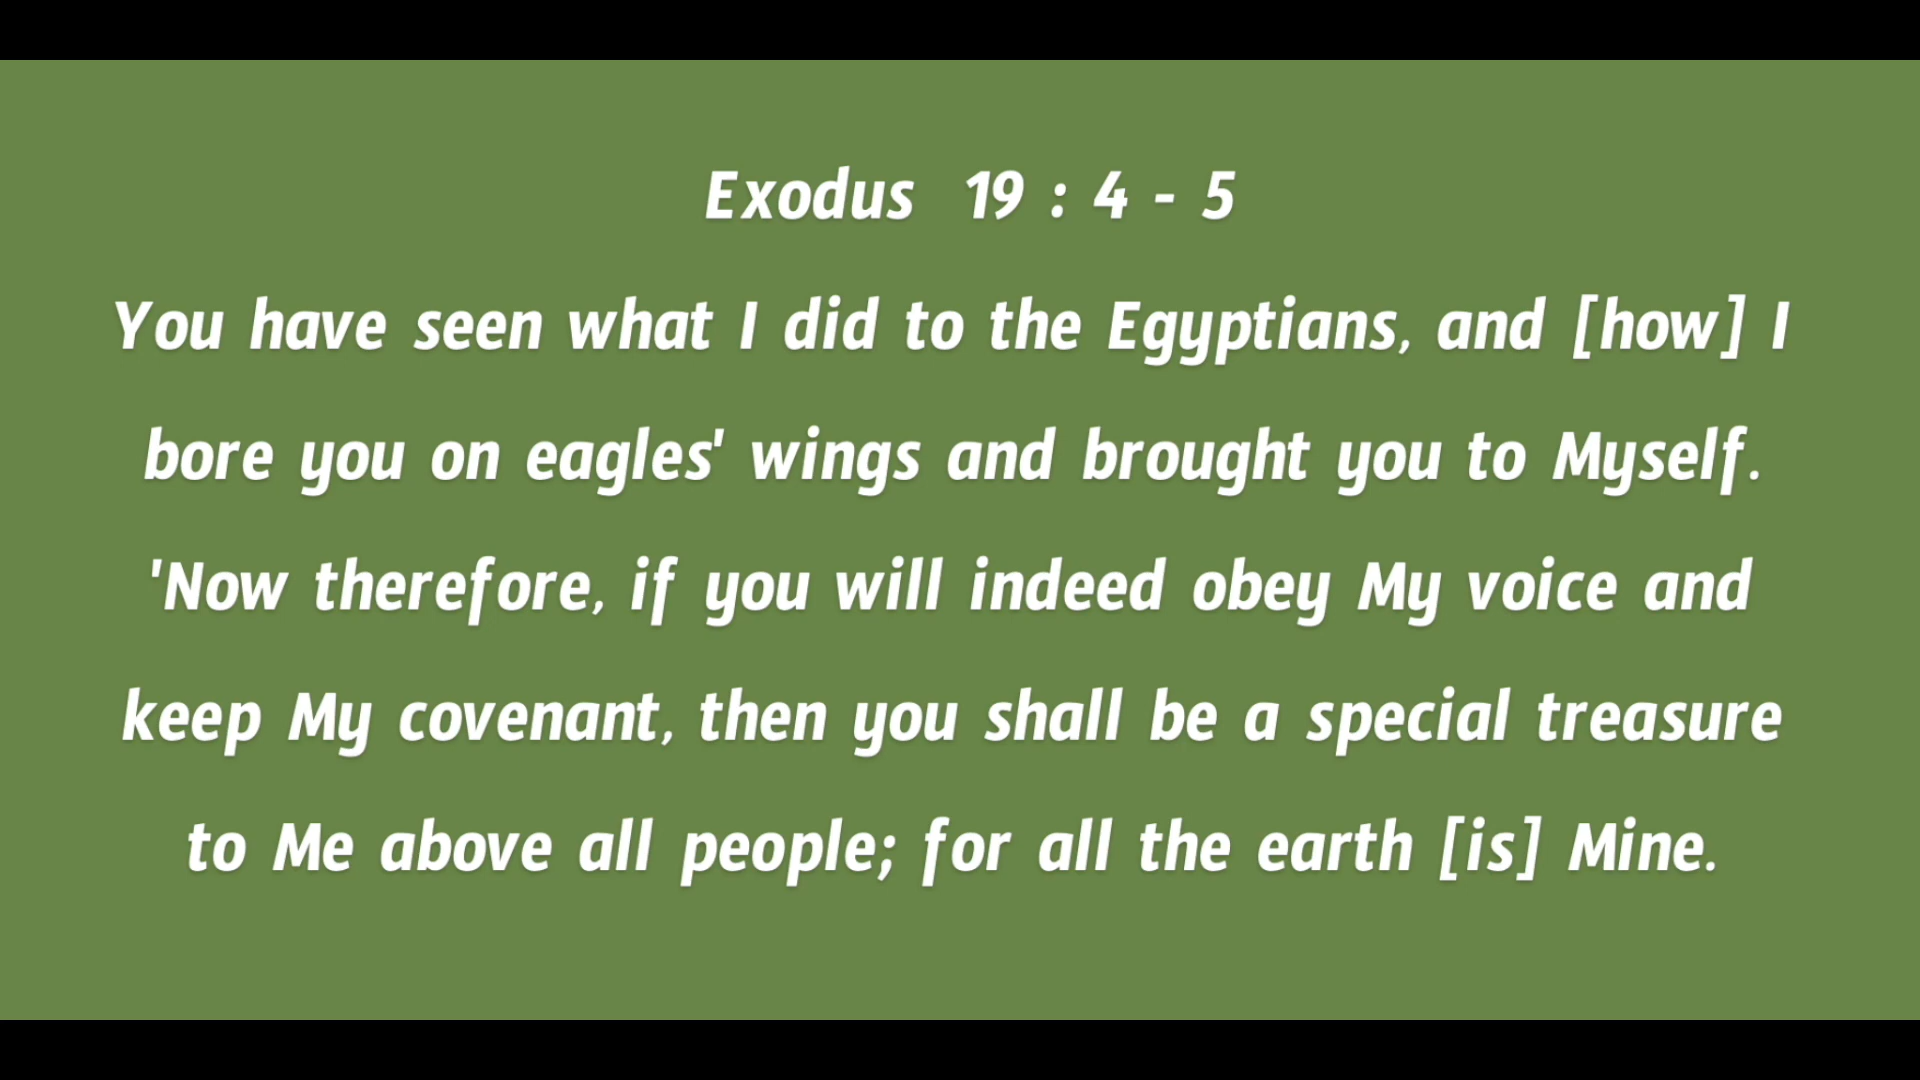 Exodus 19 : 4 - 5
You have seen what I did to the Egyptians, and [how] I
bore you on eagles' wings and brought you to Myself.
'Now therefore, if you will indeed obey My voice and
keep My covenant, then you shall be a special treasure
to Me above all people; for all the earth [is] Mine.